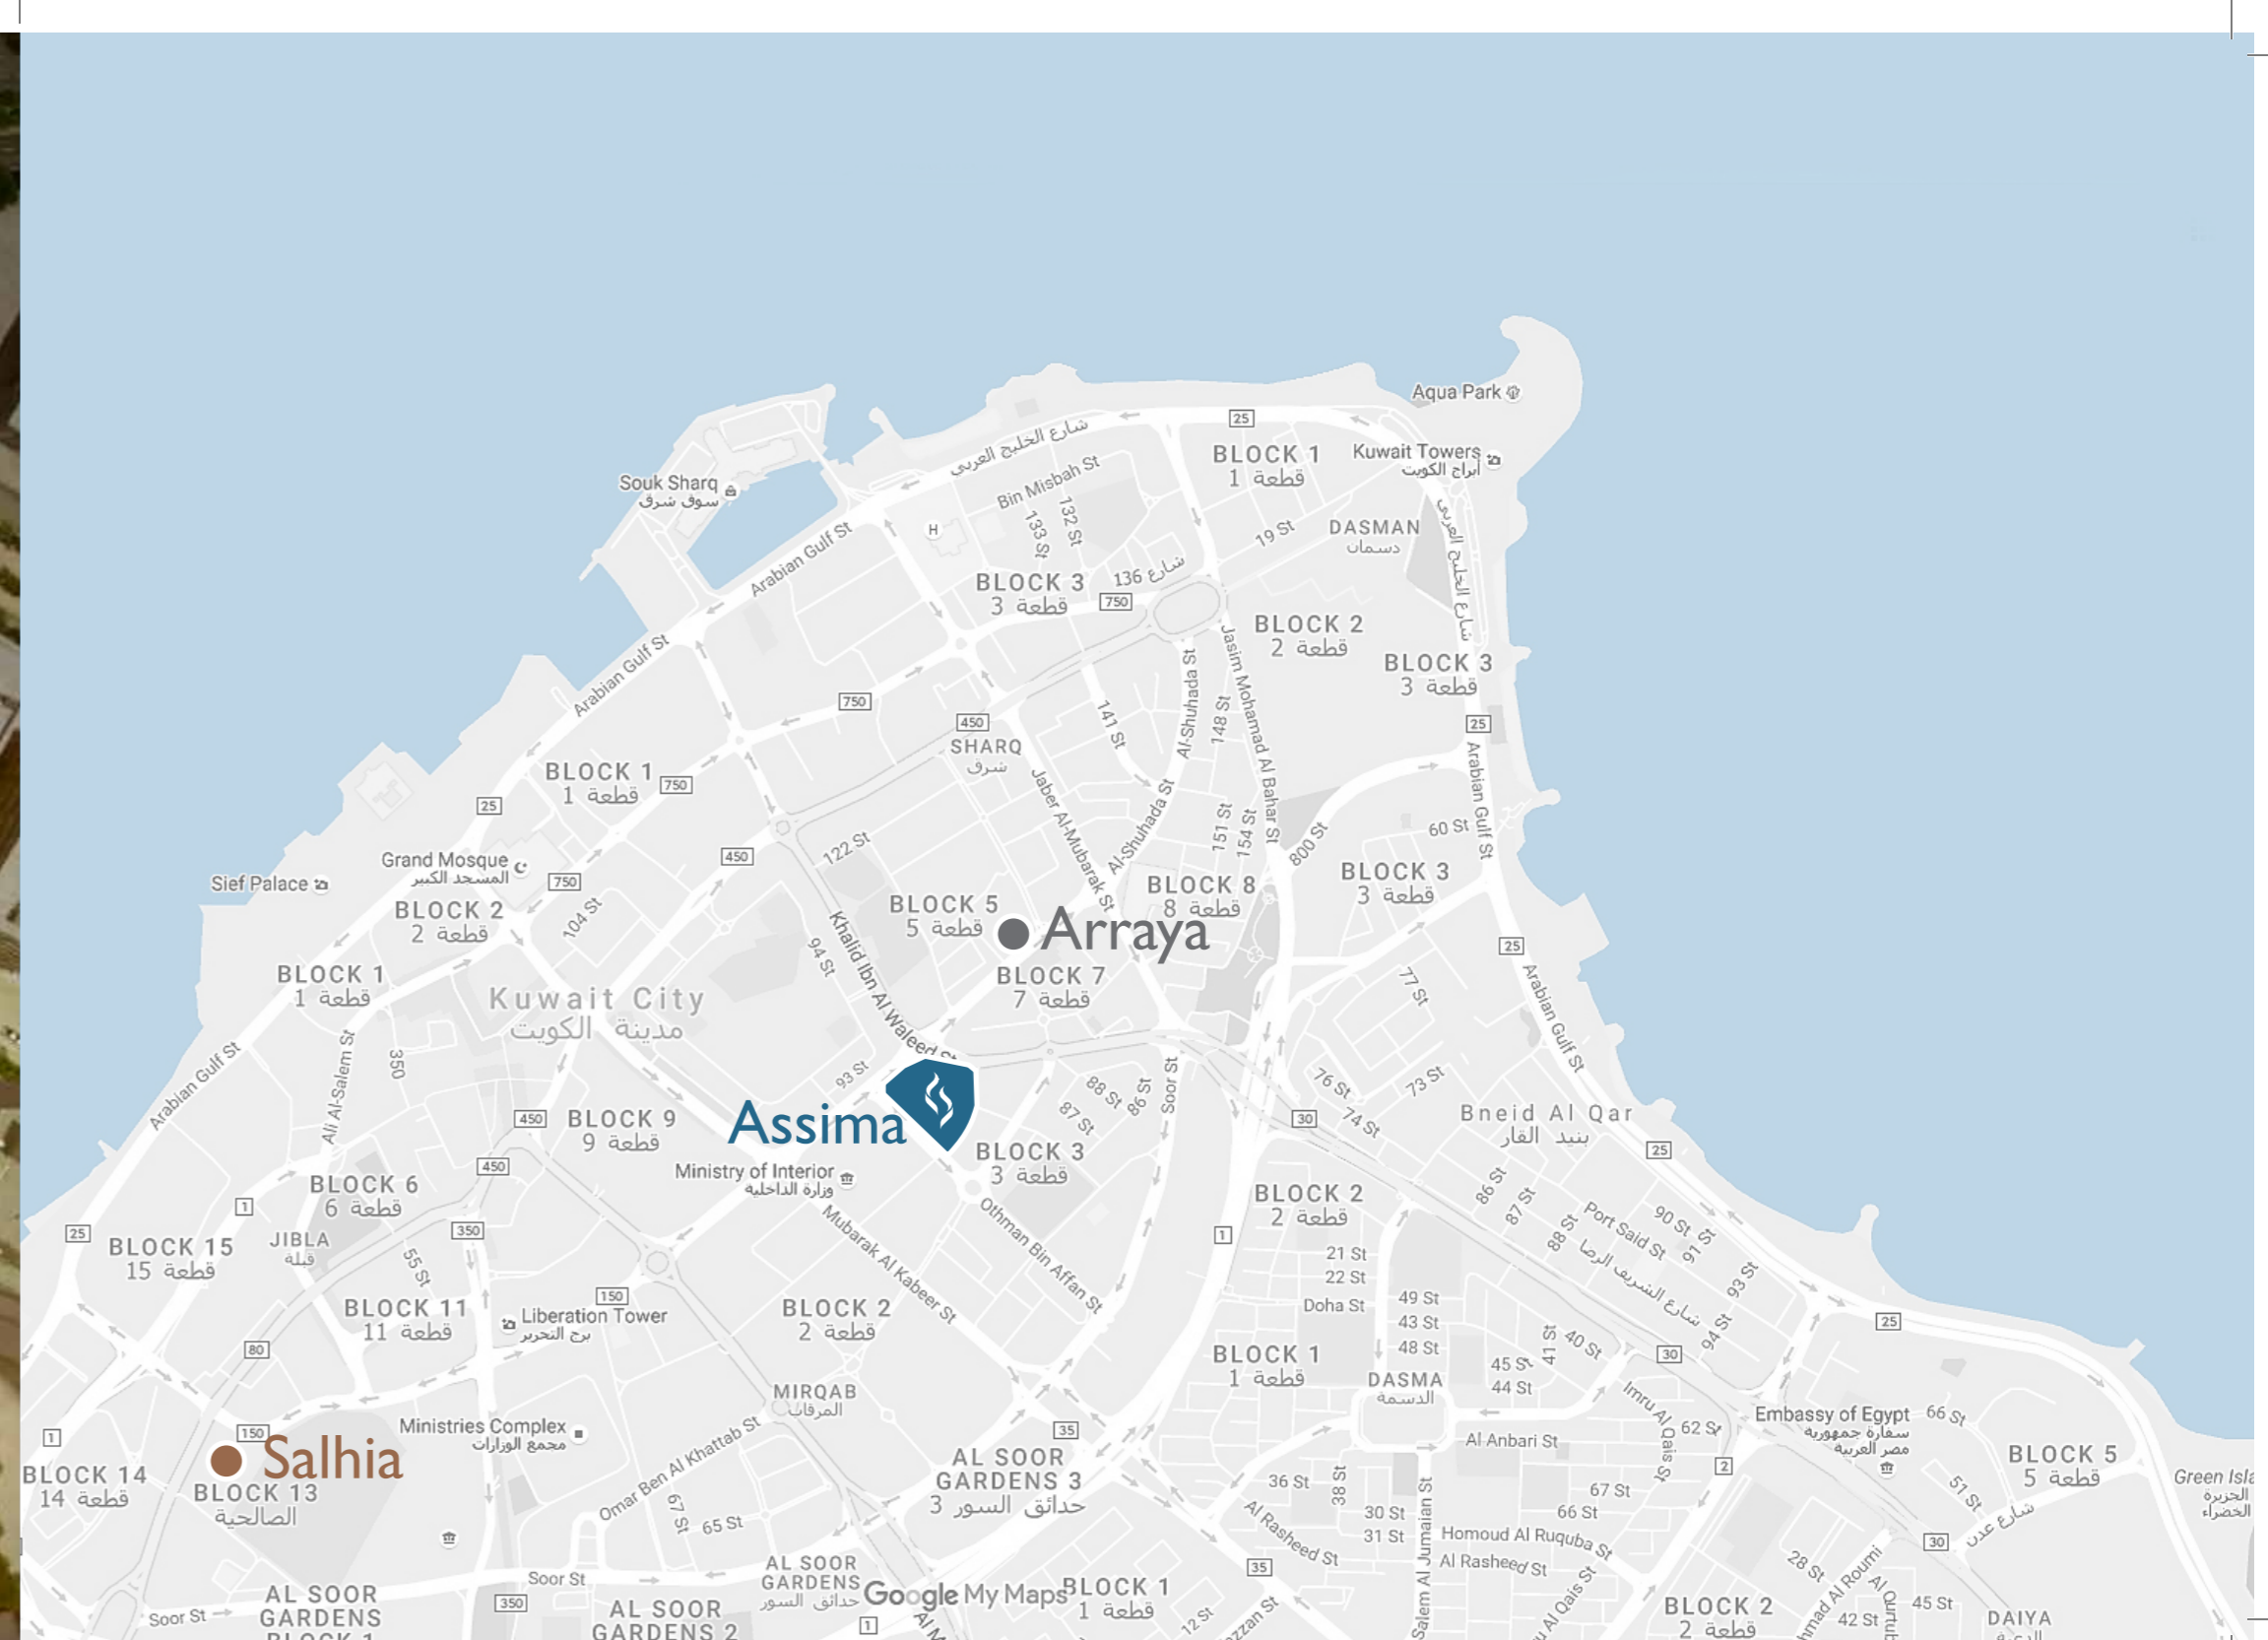 Aqua Park
25
شارع الخليج العربي
BLOCK 1
قطعة 1
Kuwait Towers
أبراج الكويت
Bin Misbah St
Souk Sharq
سوق شرق
132 St
133 St
H
Arabian Gulf St
19 St
DASMAN
دسمان
شارع الخليج العربي
BLOCK 3
قطعة 3
شارع 136
750
BLOCK 2
قطعة 2
Arabian Gulf St
BLOCK 3
قطعة 3
Al-Shuhada St
Jasim Mohamad Al Bahar St
148 St
141 St
750
450
25
SHARQ
شرق
BLOCK 1
قطعة 1
750
25
Jaber Al-Mubarak St
Al-Shuhada St
Arabian Gulf St
151 St
154 St
800 St
60 St
122 St
450
Grand Mosque
المسجد الكبير
Sief Palace
750
BLOCK 3
قطعة 3
BLOCK 8
قطعة 8
BLOCK 5
قطعة 5
Arraya
BLOCK 2
قطعة 2
104 St
94 St
Khalid Ibn Al Waleed St
25
BLOCK 1
قطعة 1
BLOCK 7
قطعة 7
77 St
Arabian Gulf St
Kuwait City
مدينة الكويت
Arabian Gulf St
Ali Al-Salem St
350
93 St
88 St
86 St
87 St
Soor St
76 St
73 St
74 St
30
Assima
450
BLOCK 9
قطعة 9
Bneid Al Qar
بنيد القار
25
450
Ministry of Interior
وزارة الداخلية
BLOCK 3
قطعة 3
BLOCK 6
قطعة 6
BLOCK 2
قطعة 2
86 St
87 St
88 St
Port Said St
90 St
91 St
93 St
94 St
شارع الشريف الرضا
1
25
350
1
BLOCK 15
قطعة 15
JIBLA
قبلة
55 St
Mubarak Al Kabeer St
Othman Bin Affan St
21 St
22 St
Doha St
49 St
43 St
48 St
150
BLOCK 11
قطعة 11
Liberation Tower
برج التحرير
BLOCK 2
قطعة 2
25
80
BLOCK 1
قطعة 1
DASMA
الدسمة
45 St
44 St
41 St
40 St
30
Imru Al Qais St
62 St
MIRQAB
المرقاب
1
150
Salhia
Ministries Complex
مجمع الوزارات
Omar Ben Al Khattab St
35
Al Anbari St
Embassy of Egypt
سفارة جمهورية
مصر العربية
66 St
2
BLOCK 14
قطعة 14
BLOCK 13
الصالحية
AL SOOR
GARDENS 3
حدائق السور 3
36 St
38 St
67 St
66 St
BLOCK 5
قطعة 5
51 St
شارع عدن
Green Isla
الجزيرة
الخضراء
67 St
65 St
Al Rasheed St
30 St
31 St
Salem Al Jumaian St
Homoud Al Ruquba St
Al Rasheed St
30
28 St
Soor St
AL SOOR
GARDENS
حدائق السور
Google My Maps
BLOCK 1
قطعة 1
35
Soor St
AL SOOR
GARDENS
BLOCK 1
350
AL SOOR
GARDENS 2
1
Al M
12 St
zzan St
u Al Qais St
BLOCK 2
قطعة 2
hmad Al Roumi
Al Qurtub
42 St
45 St
DAIYA